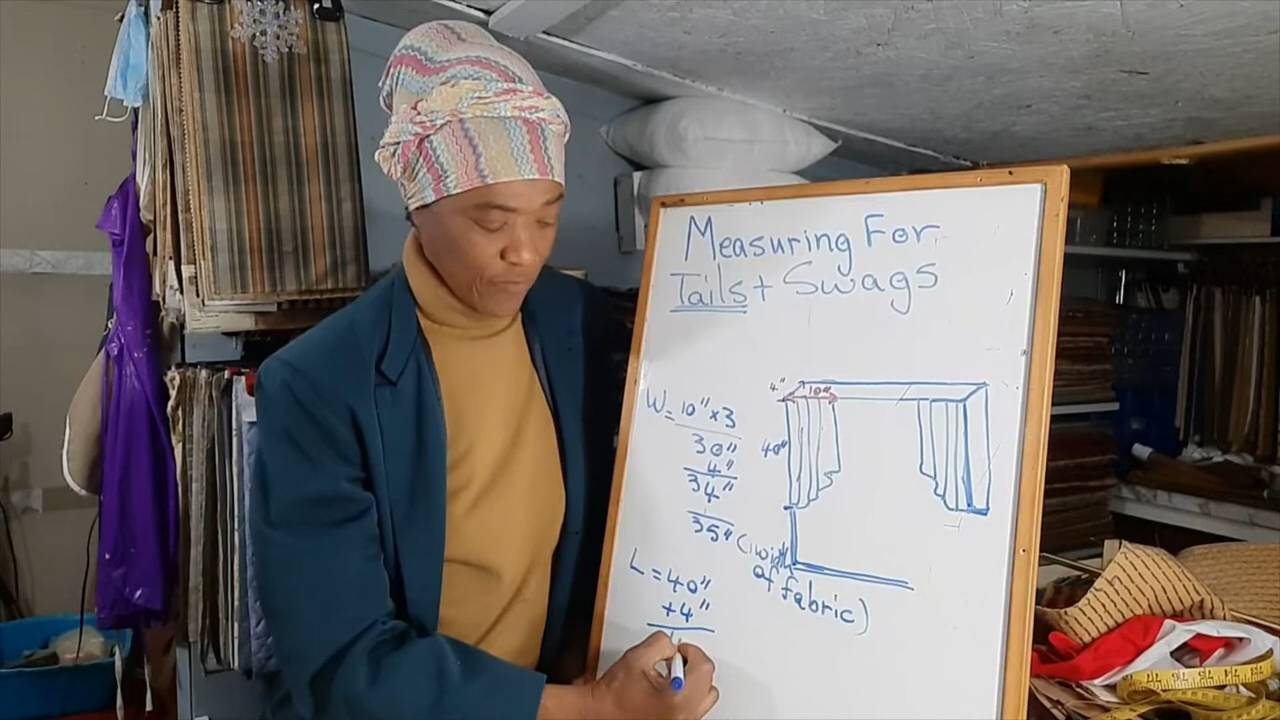 Measuring For
Tails + Swags
4"
10"
W = 10" x 3
30"
4"
34"
1
35" (1 width
of fabric)
40"
L = 40"
+4"